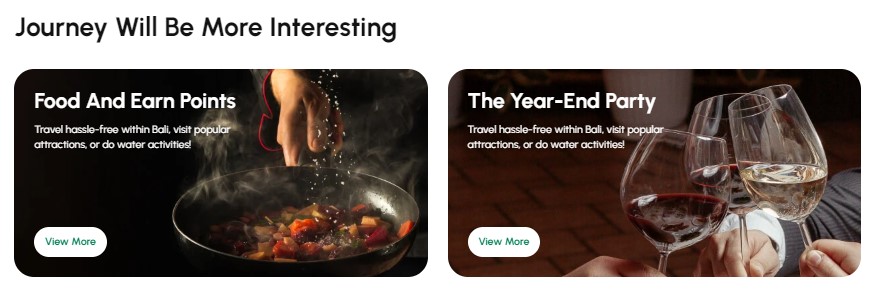 Journey Will Be More Interesting
Food And Earn Points
Travel hassle-free within Bali, visit popular
attractions, or do water activities!
View More
The Year-End Party
Travel hassle-free within Bali, visit popular
attractions, or do water activities!
View More